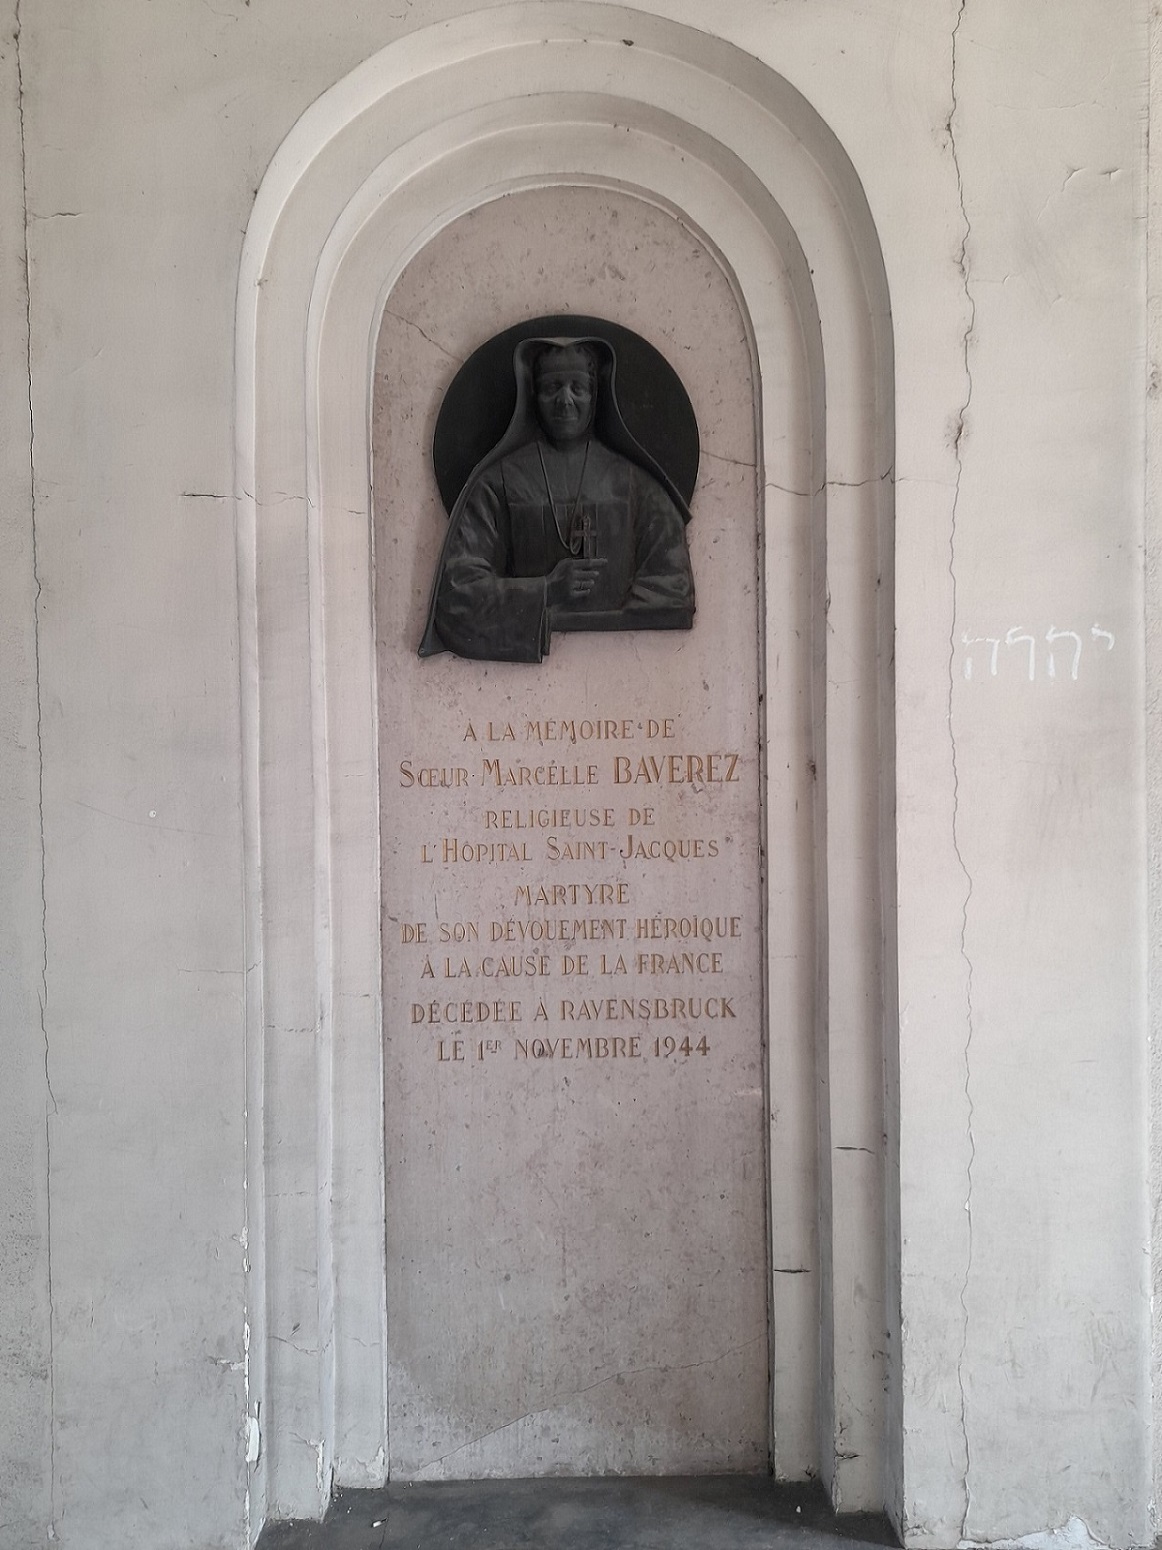 À LA MÉMOIRE DE
SŒUR MARCELLE BAVEREZ
RELIGIEUSE DE
L'HÔPITAL SAINT-JACQUES
MARTYRE
DE SON DÉVOUEMENT HÉROÏQUE
À LA CAUSE DE LA FRANCE
DÉCÉDÉE À RAVENSBRUCK
LE 1ER NOVEMBRE 1944